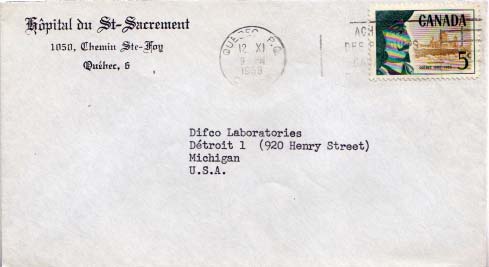 Hôpital du St-Sacrement
1050, Chemin Ste-Foy
Québec, 6
QUEBEC P.Q.
12 XI
CANADA
5¢
Difco Laboratories
Détroit 1 (920 Henry Street)
Michigan
U.S.A.